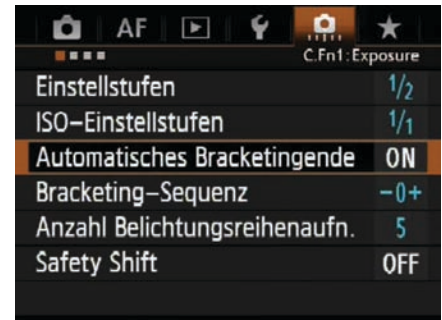 AF
C.Fn1:Exposure
Einstellstufen 1/2
ISO-Einstellstufen 1/1
Automatisches Bracketingende ON
Bracketing-Sequenz -0+
Anzahl Belichtungsreihenaufn. 5
Safety Shift OFF